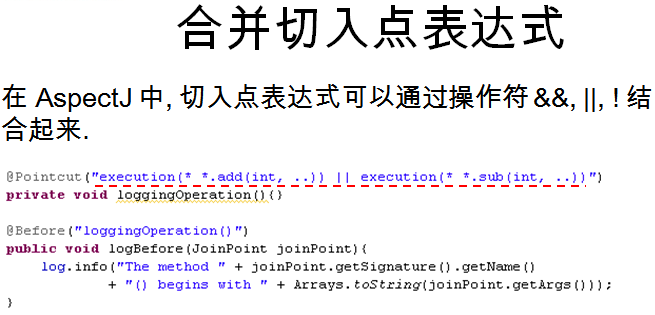 合并切入点表达式
在 AspectJ 中, 切入点表达式可以通过操作符 &&, ||, ! 结
合起来.
@Pointcut("execution(* *.add(int, ..)) || execution(* *.sub(int, ..))")
private void loggingOperation(){}
@Before("loggingOperation()")
public void logBefore(JoinPoint joinPoint){
    log.info("The method " + joinPoint.getSignature().getName()
            + "() begins with " + Arrays.toString(joinPoint.getArgs()));
}